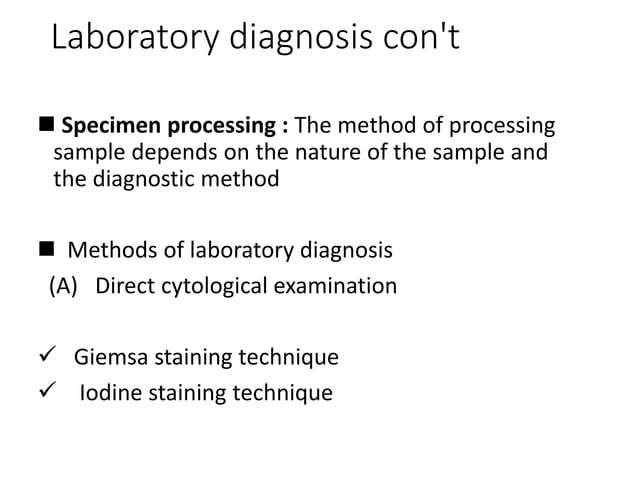 Laboratory diagnosis con't
■ Specimen processing : The method of processing
sample depends on the nature of the sample and
the diagnostic method
■ Methods of laboratory diagnosis
(A) Direct cytological examination
✓ Giemsa staining technique
✓ Iodine staining technique